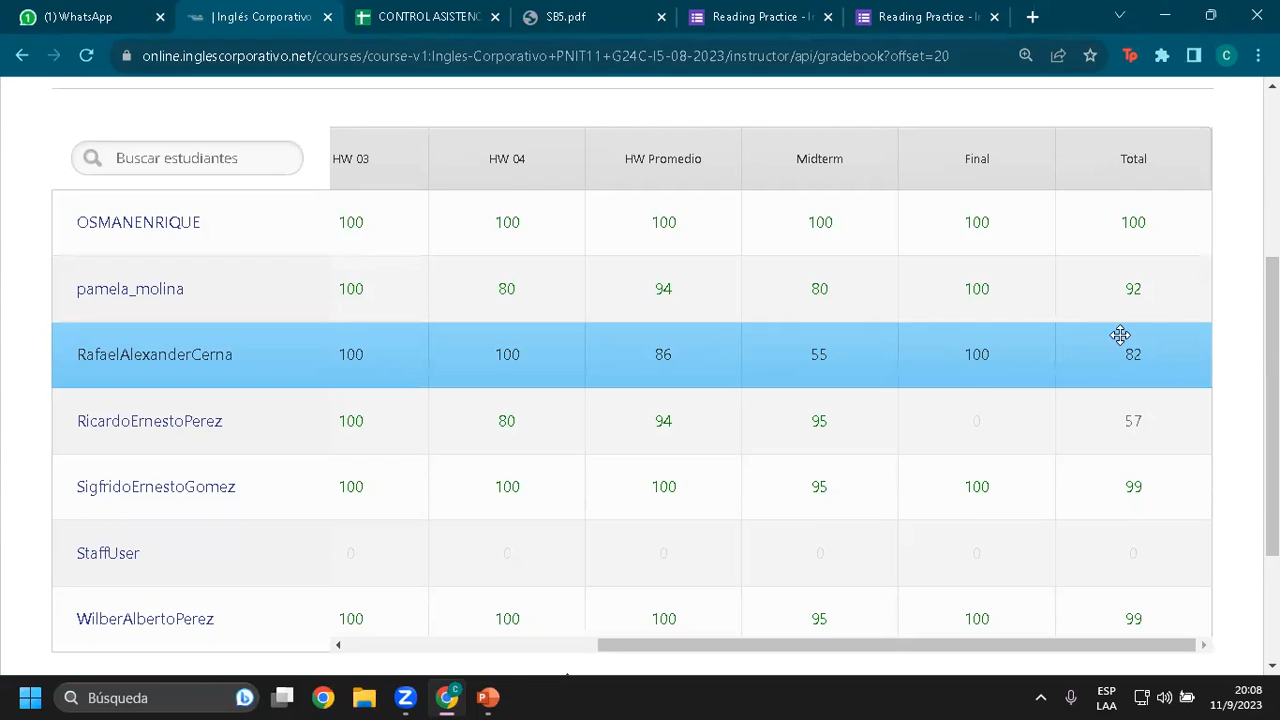 (1) WhatsApp
| Inglés Corporativo
CONTROL ASISTENC
SB5.pdf
Reading Practice - In
Reading Practice - In
online.inglescorporativo.net/courses/course-v1:Ingles-Corporativo+PNIT11+G24C-I5-08-2023/instructor/api/gradebook?offset=20
Buscar estudiantes
HW 03 HW 04 HW Promedio Midterm Final Total
OSMANENRIQUE 100 100 100 100 100 100
pamela_molina 100 80 94 80 100 92
RafaelAlexanderCerna 100 100 86 55 100 82
RicardoErnestoPerez 100 80 94 95 0 57
SigfridoErnestoGomez 100 100 100 95 100 99
StaffUser 0 0 0 0 0 0
WilberAlbertoPerez 100 100 100 95 100 99
Búsqueda
ESP
LAA
20:08
11/9/2023